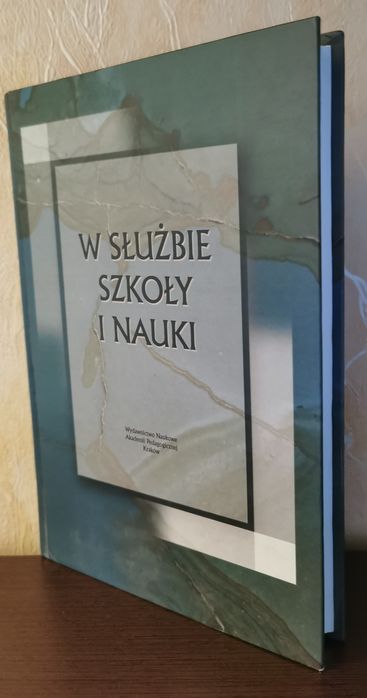 W SŁUŻBIE
SZKOŁY
I NAUKI
Wydawnictwo Naukowe
Akademii Pedagogicznej
Kraków